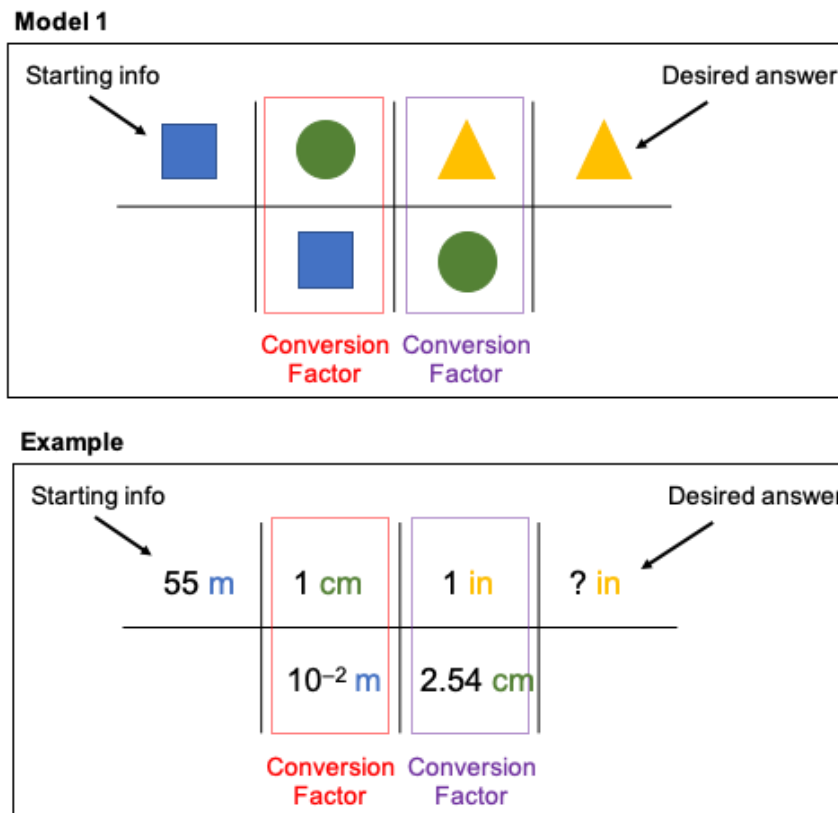 Model 1
Starting info
Desired answer
Conversion Factor
Conversion Factor
Example
Starting info
Desired answer
55 m
1 cm
1 in
? in
10⁻² m
2.54 cm
Conversion Factor
Conversion Factor